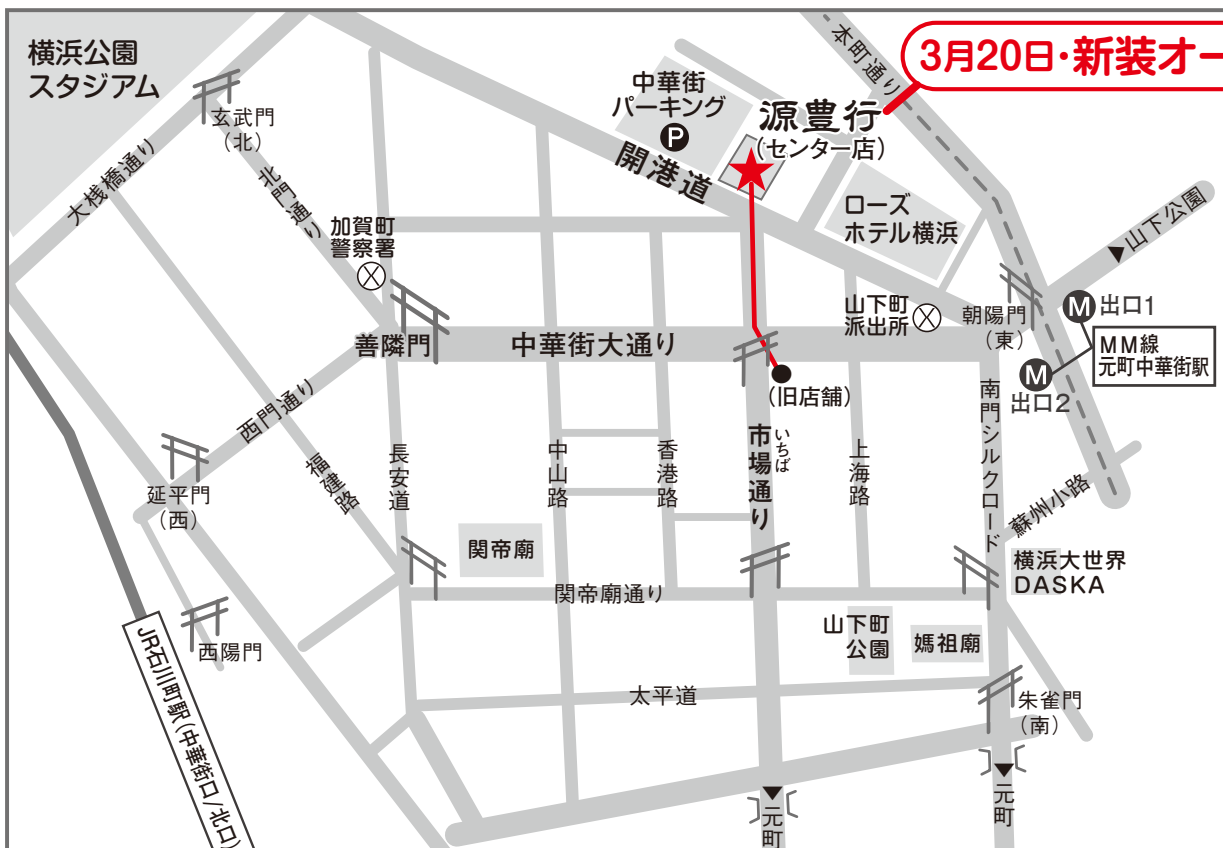 横浜公園
スタジアム
玄武門
(北)
大桟橋通り
北門通り
加賀町
警察署
中華街
パーキング
P
開港道
源豊行
(センター店)
本町通り
3月20日・新装オー
ローズ
ホテル横浜
▼山下公園
山下町
派出所
朝陽門
(東)
M 出口1
MM線
元町中華街駅
M
出口2
善隣門
中華街大通り
(旧店舗)
西門通り
延平門
(西)
福建路
長安道
中山路
香港路
市場通り
いちば
上海路
南門シルクロード
蘇州小路
関帝廟
関帝廟通り
横浜大世界
DASKA
山下町
公園
媽祖廟
西陽門
JR石川町駅(中華街口/北口)
太平道
朱雀門
(南)
▼元町
▼元町